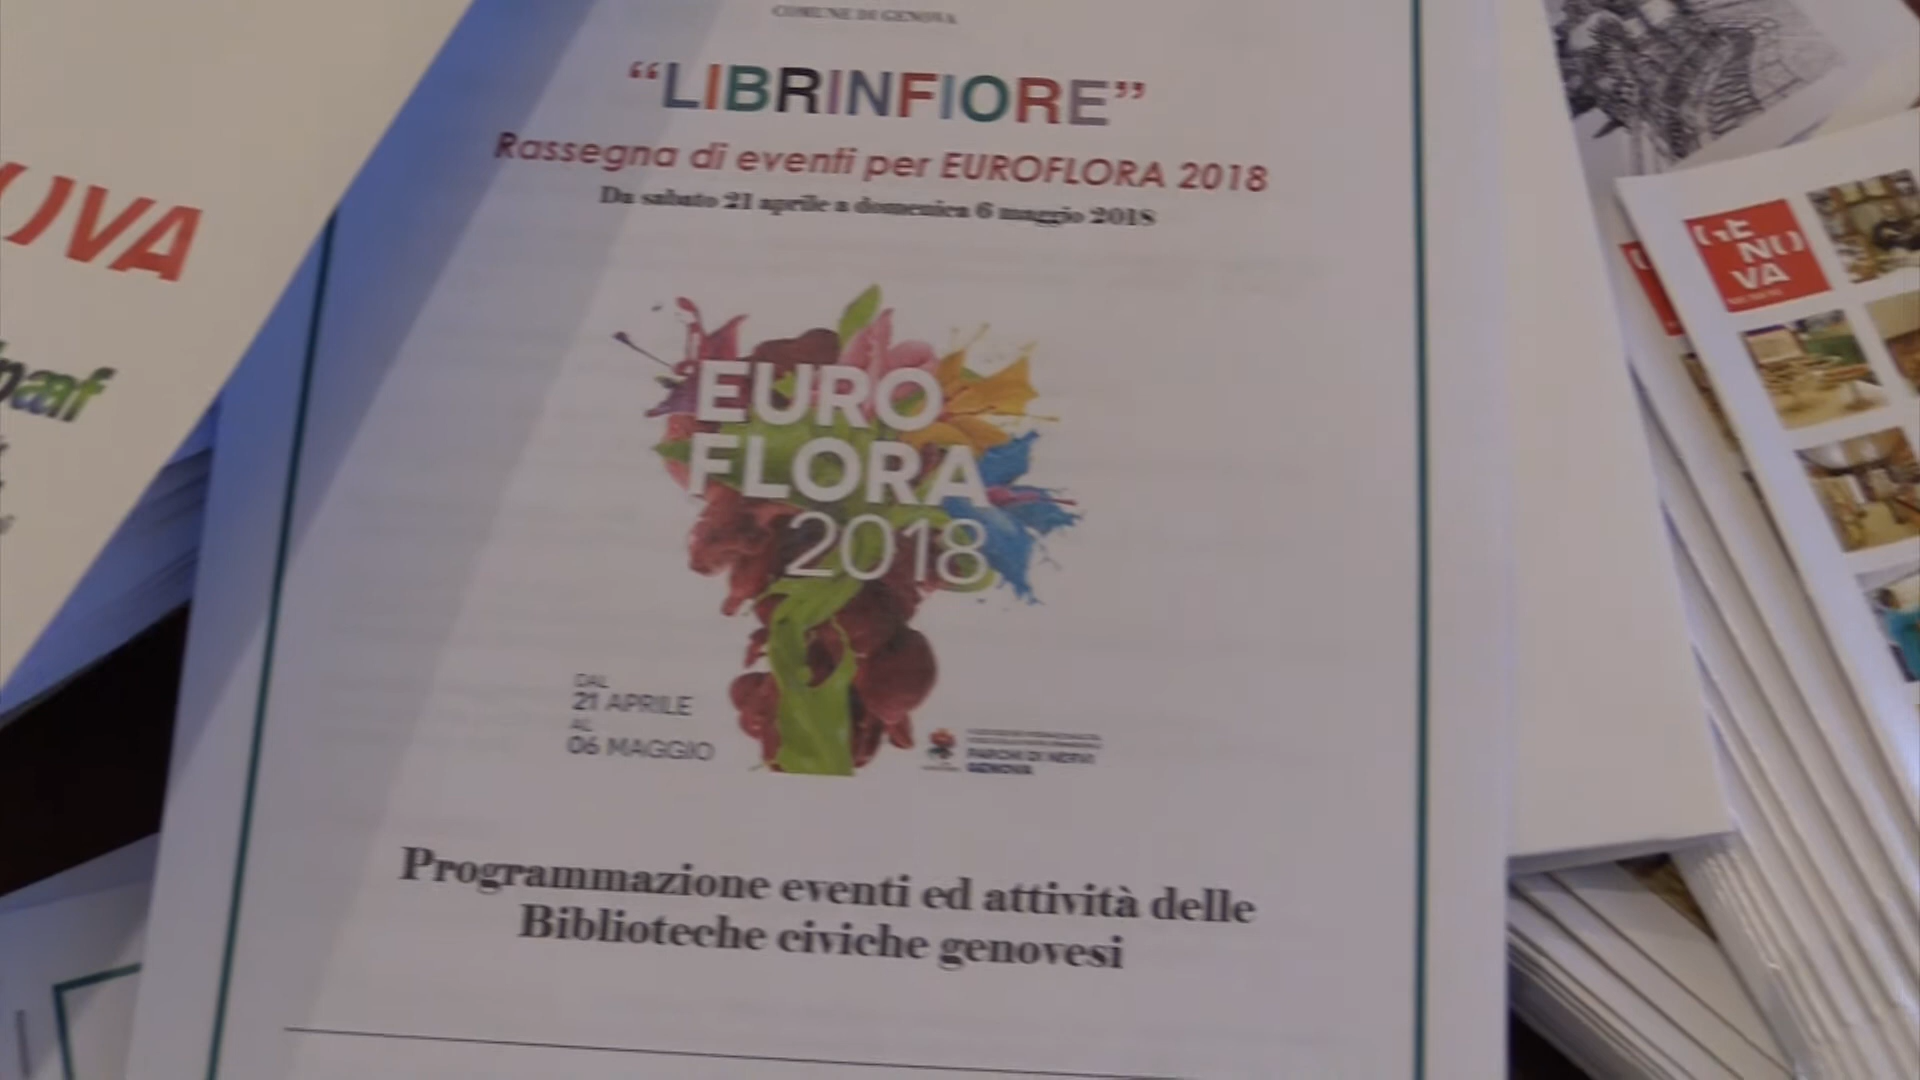 COMUNE DI GENOVA
“LIBRINFIORE”
Rassegna di eventi per EUROFLORA 2018
Da sabato 21 aprile a domenica 6 maggio 2018
EURO
FLORA
2018
DAL
21 APRILE
AL
06 MAGGIO
PARCHI DI NERVI
GENOVA
Programmazione eventi ed attività delle
Biblioteche civiche genovesi
OVA
GE
NO
VA